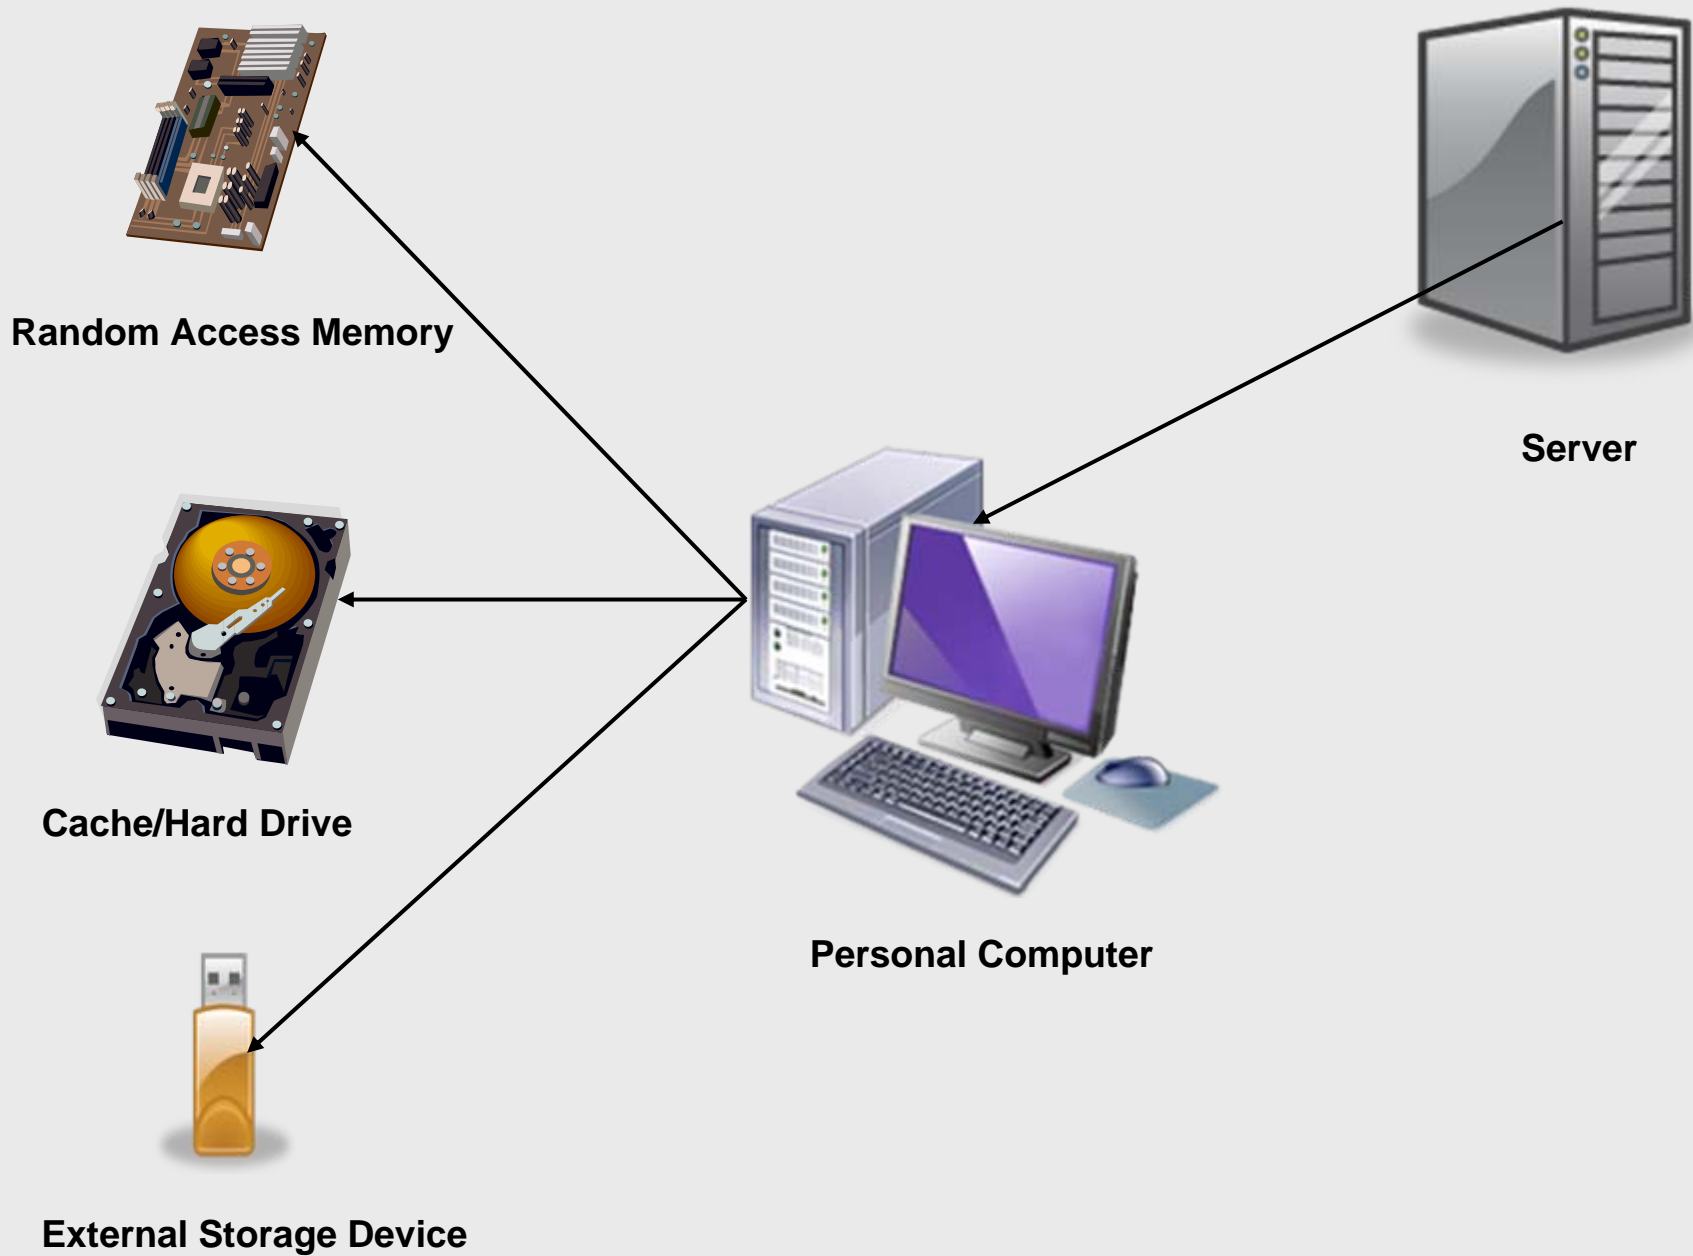 Random Access Memory
Server
Cache/Hard Drive
Personal Computer
External Storage Device